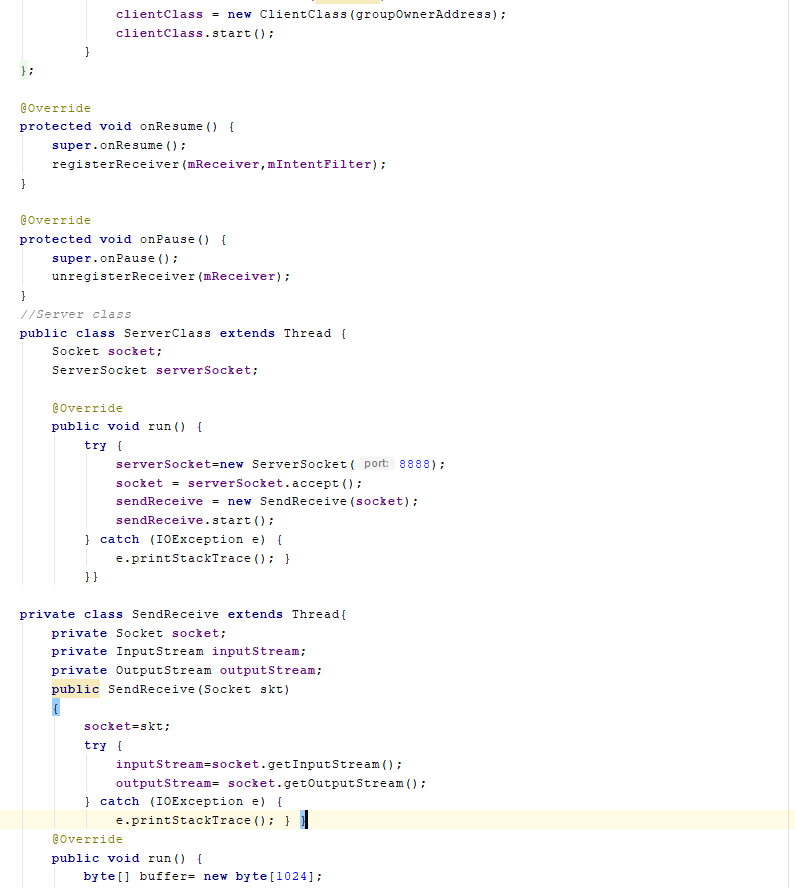 clientClass = new ClientClass(groupOwnerAddress);
clientClass.start();
}
};
@Override
protected void onResume() {
super.onResume();
registerReceiver(mReceiver,mIntentFilter);
}
@Override
protected void onPause() {
super.onPause();
unregisterReceiver(mReceiver);
}
//Server class
public class ServerClass extends Thread {
Socket socket;
ServerSocket serverSocket;
@Override
public void run() {
try {
serverSocket=new ServerSocket( port: 8888);
socket = serverSocket.accept();
sendReceive = new SendReceive(socket);
sendReceive.start();
} catch (IOException e) {
e.printStackTrace(); }
}}
private class SendReceive extends Thread{
private Socket socket;
private InputStream inputStream;
private OutputStream outputStream;
public SendReceive(Socket skt)
{
socket=skt;
try {
inputStream=socket.getInputStream();
outputStream= socket.getOutputStream();
} catch (IOException e) {
e.printStackTrace(); } }
@Override
public void run() {
byte[] buffer= new byte[1024];